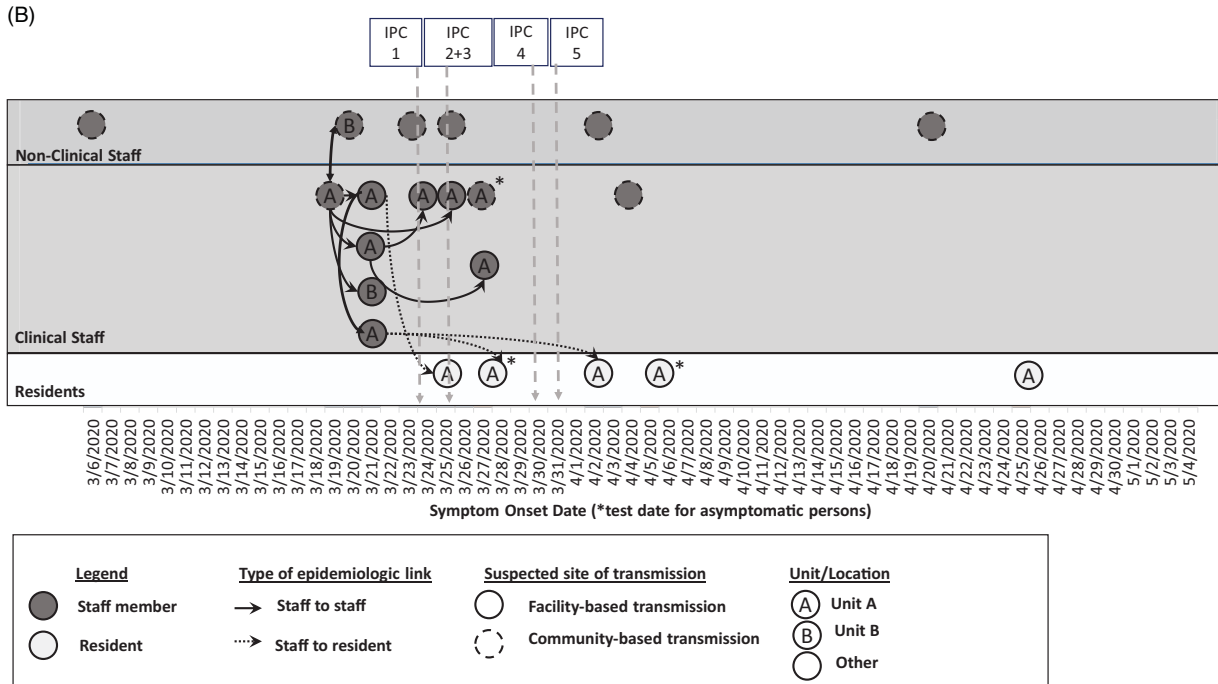 (B)
IPC
1
IPC
2+3
IPC
4
IPC
5
B
Non-Clinical Staff
A
A
A
A
A
*
A
A
B
A
Clinical Staff
A
A
*
A
A
*
A
Residents
3/6/2020
3/7/2020
3/8/2020
3/9/2020
3/10/2020
3/11/2020
3/12/2020
3/13/2020
3/14/2020
3/15/2020
3/16/2020
3/17/2020
3/18/2020
3/19/2020
3/20/2020
3/21/2020
3/22/2020
3/23/2020
3/24/2020
3/25/2020
3/26/2020
3/27/2020
3/28/2020
3/29/2020
3/30/2020
3/31/2020
4/1/2020
4/2/2020
4/3/2020
4/4/2020
4/5/2020
4/6/2020
4/7/2020
4/8/2020
4/9/2020
4/10/2020
4/11/2020
4/12/2020
4/13/2020
4/14/2020
4/15/2020
4/16/2020
4/17/2020
4/18/2020
4/19/2020
4/20/2020
4/21/2020
4/22/2020
4/23/2020
4/24/2020
4/25/2020
4/26/2020
4/27/2020
4/28/2020
4/29/2020
4/30/2020
5/1/2020
5/2/2020
5/3/2020
5/4/2020
Symptom Onset Date (*test date for asymptomatic persons)
Legend
Staff member
Resident
Type of epidemiologic link
Staff to staff
Staff to resident
Suspected site of transmission
Facility-based transmission
Community-based transmission
Unit/Location
A Unit A
B Unit B
Other